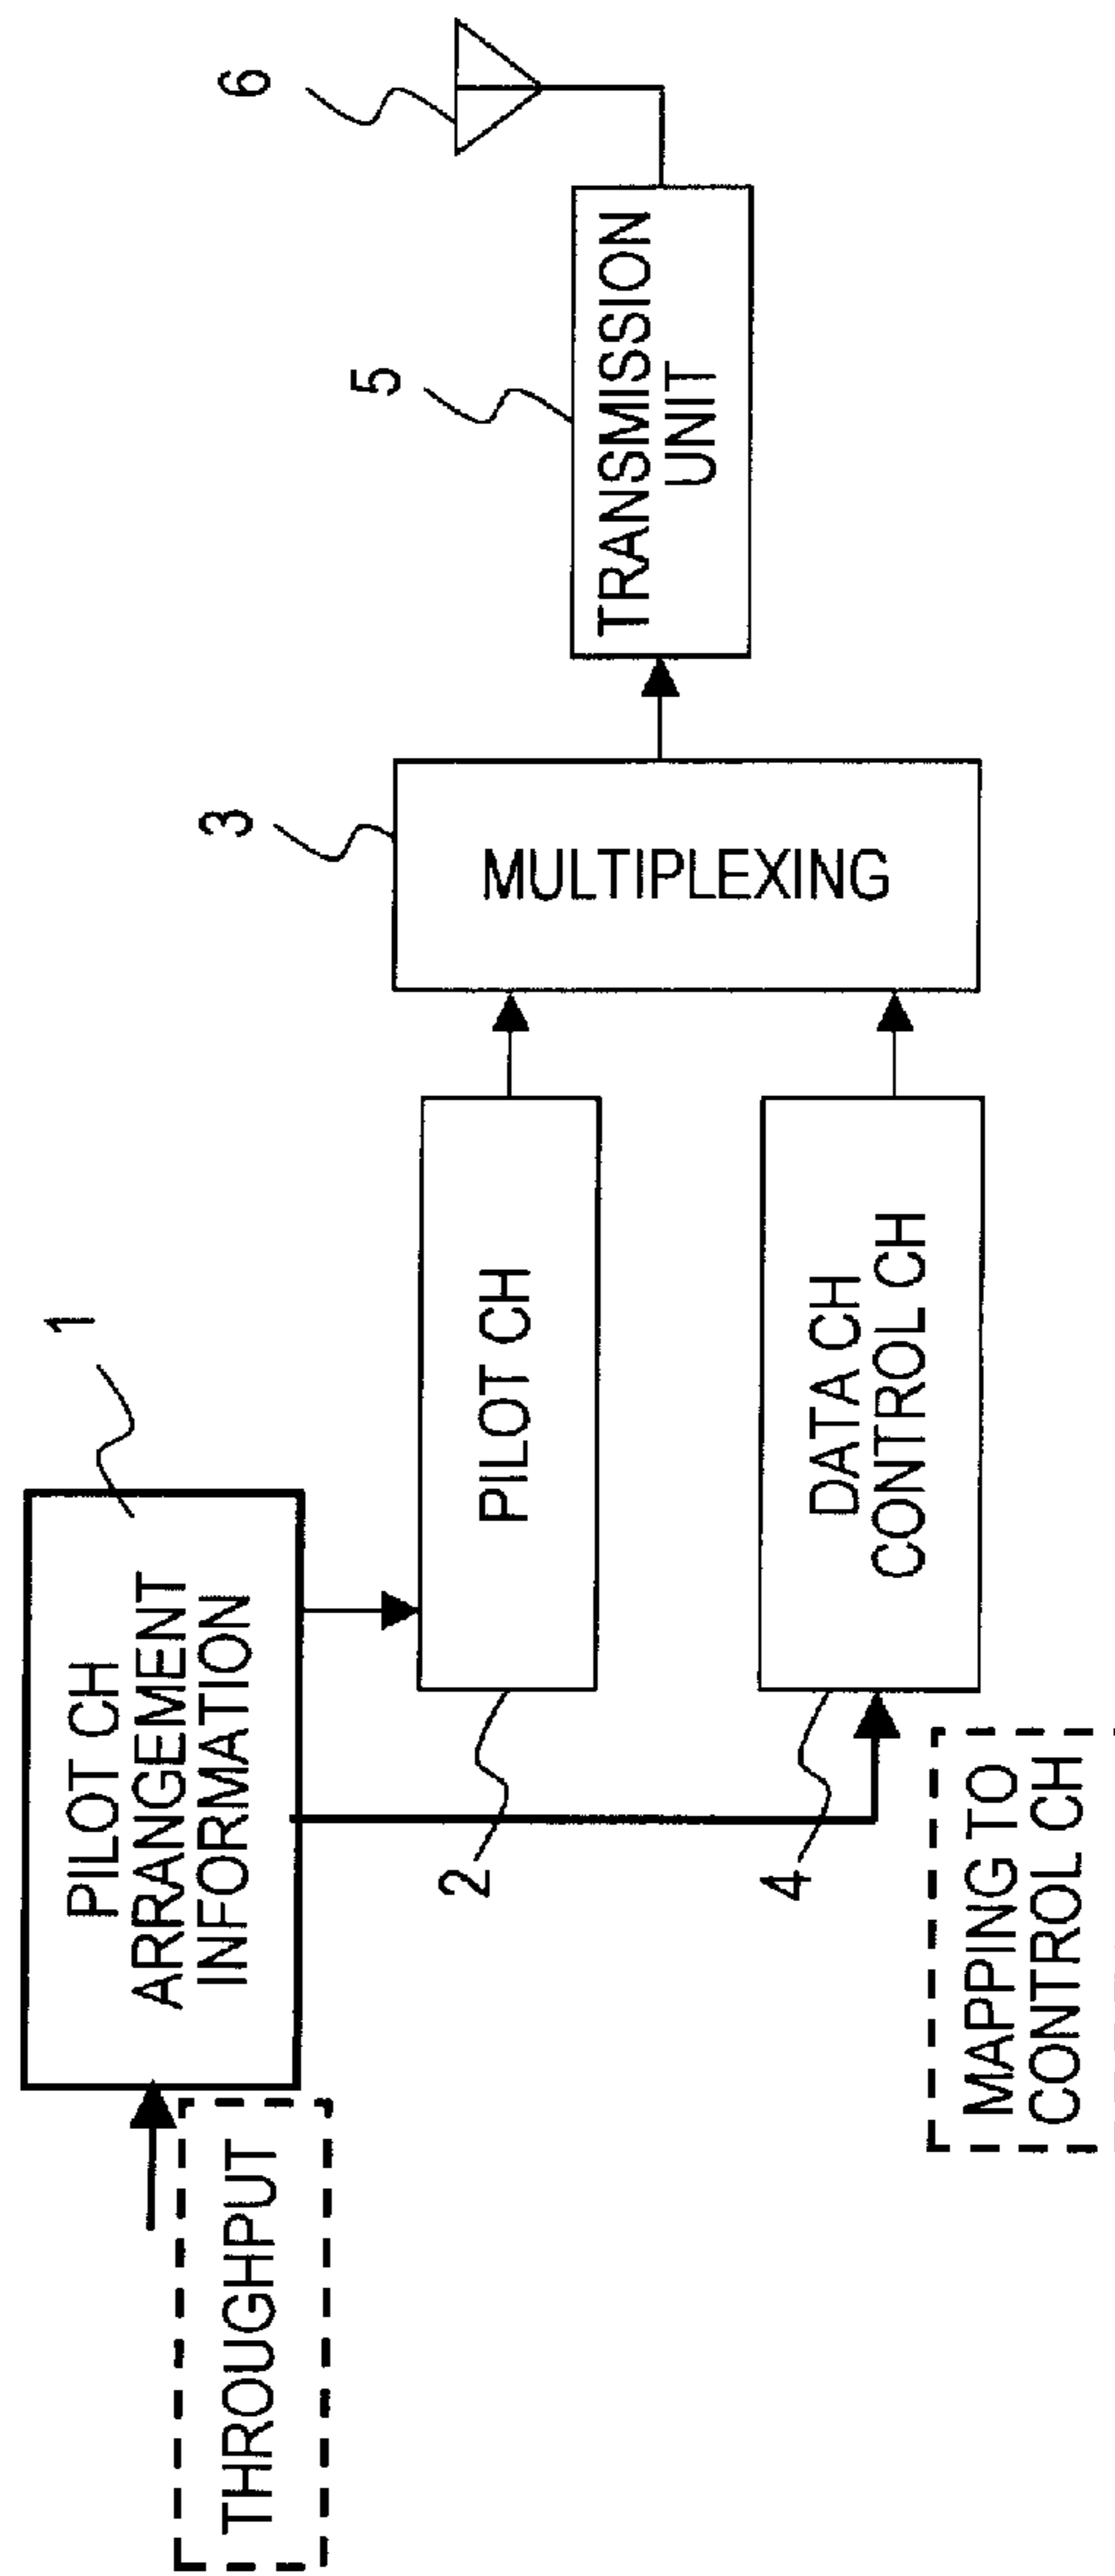 THROUGHPUT
PILOT CH
ARRANGEMENT
INFORMATION
1
2
PILOT CH
4
DATA CH
CONTROL CH
MAPPING TO
CONTROL CH
3
MULTIPLEXING
5
TRANSMISSION
UNIT
6